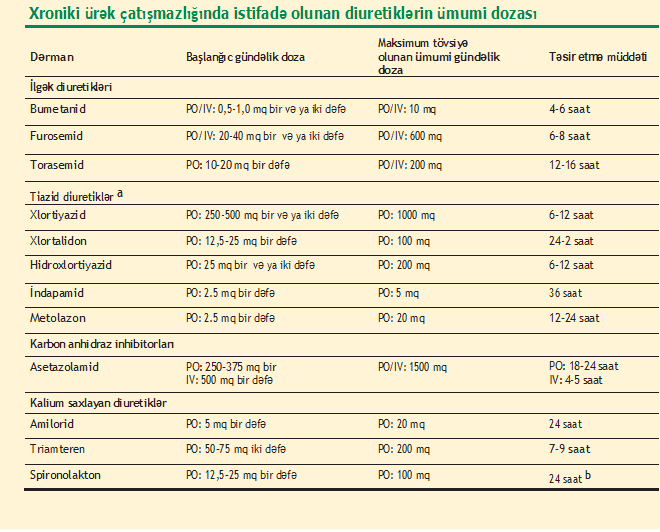 Xroniki ürək çatışmazlığında istifadə olunan diuretiklərin ümumi dozası
Dərman Başlanğıc gündəlik doza Maksimum tövsiyə olunan ümumi gündəlik doza Təsir etmə müddəti
İlgək diuretikləri
Bumetanid PO/IV: 0,5-1,0 mq bir və ya iki dəfə PO/IV: 10 mq 4-6 saat
Furosemid PO/IV: 20-40 mq bir və ya iki dəfə PO/IV: 600 mq 6-8 saat
Torasemid PO: 10-20 mq bir dəfə PO/IV: 200 mq 12-16 saat
Tiazid diuretiklər a
Xlortiyazid PO: 250-500 mq bir və ya iki dəfə PO: 1000 mq 6-12 saat
Xlortalidon PO: 12,5-25 mq bir dəfə PO: 100 mq 24-2 saat
Hidroxlortiyazid PO: 25 mq bir və ya iki dəfə PO: 200 mq 6-12 saat
İndapamid PO: 2.5 mq bir dəfə PO: 5 mq 36 saat
Metolazon PO: 2.5 mq bir dəfə PO: 20 mq 12-24 saat
Karbon anhidraz inhibitorları
Asetazolamid PO: 250-375 mq bir PO/IV: 1500 mq PO: 18-24 saat
IV: 500 mq bir dəfə IV: 4-5 saat
Kalium saxlayan diuretiklər
Amilorid PO: 5 mq bir dəfə PO: 20 mq 24 saat
Triamteren PO: 50-75 mq iki dəfə PO: 200 mq 7-9 saat
Spironolakton PO: 12,5-25 mq bir dəfə PO: 100 mq 24 saat b